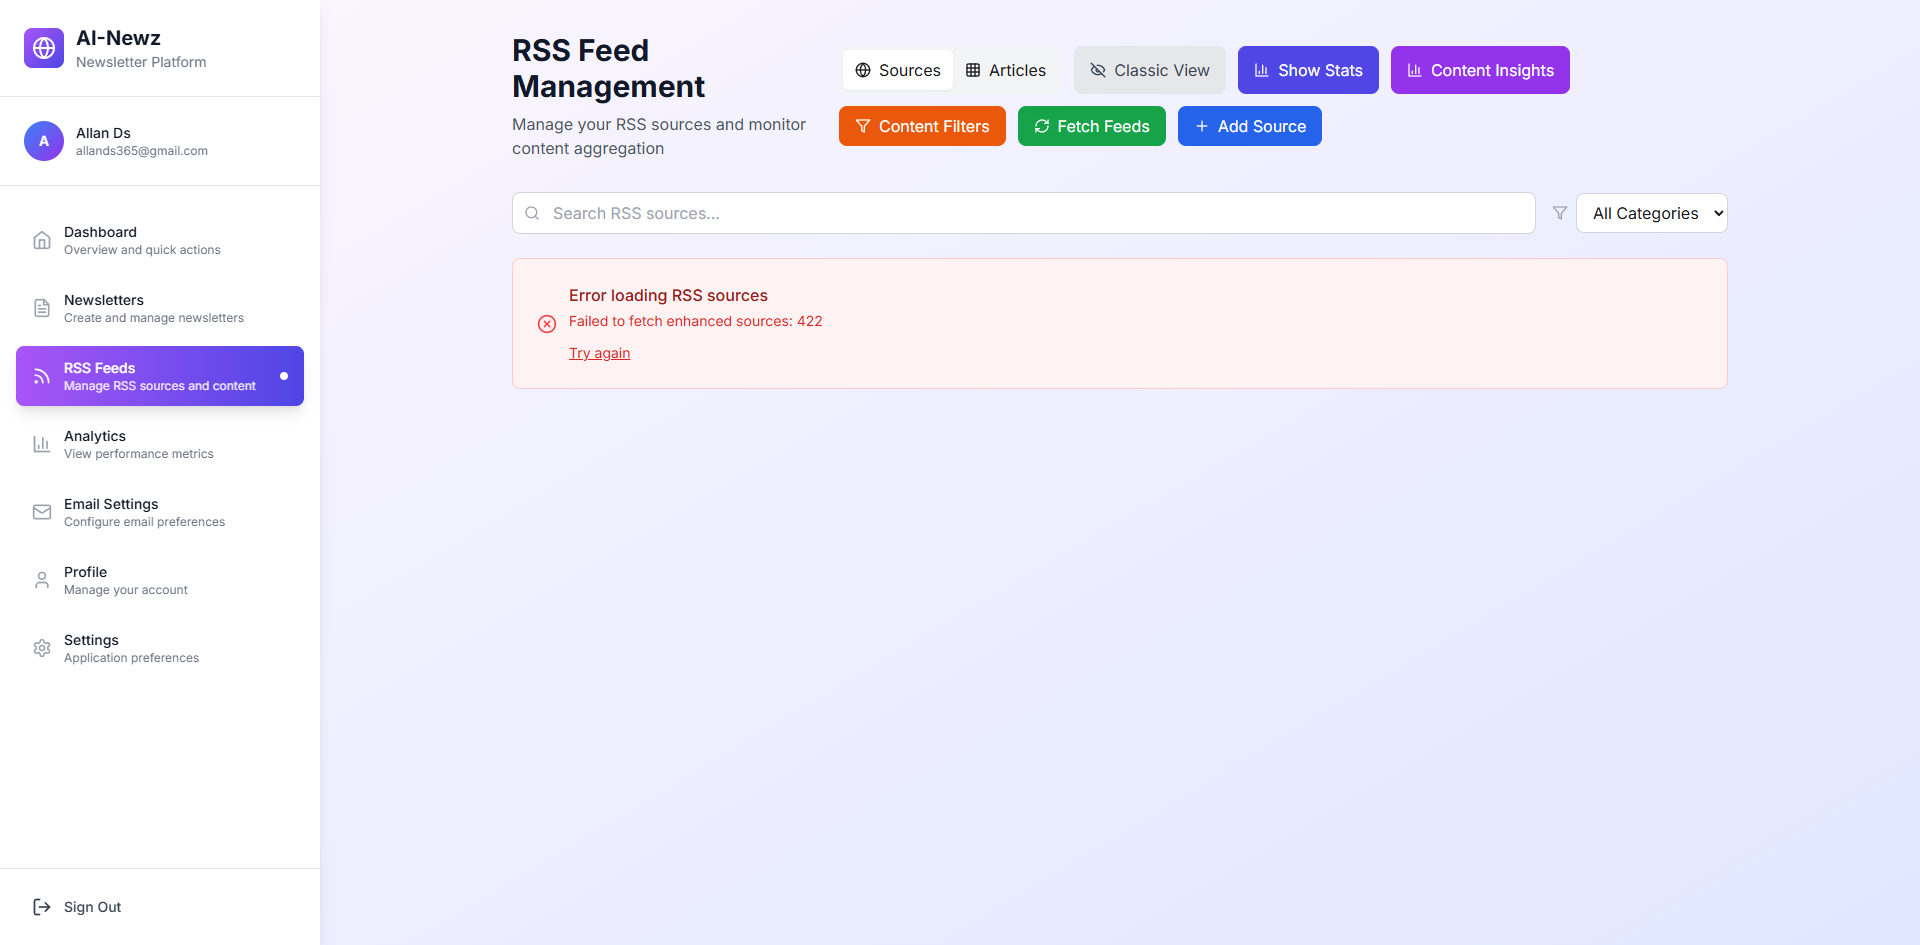 AI-Newz
Newsletter Platform
A
Allan Ds
allands365@gmail.com
Dashboard
Overview and quick actions
Newsletters
Create and manage newsletters
RSS Feeds
Manage RSS sources and content
Analytics
View performance metrics
Email Settings
Configure email preferences
Profile
Manage your account
Settings
Application preferences
Sign Out
RSS Feed
Management
Manage your RSS sources and monitor
content aggregation
Sources
Articles
Classic View
Show Stats
Content Insights
Content Filters
Fetch Feeds
Add Source
Search RSS sources...
All Categories
Error loading RSS sources
Failed to fetch enhanced sources: 422
Try again